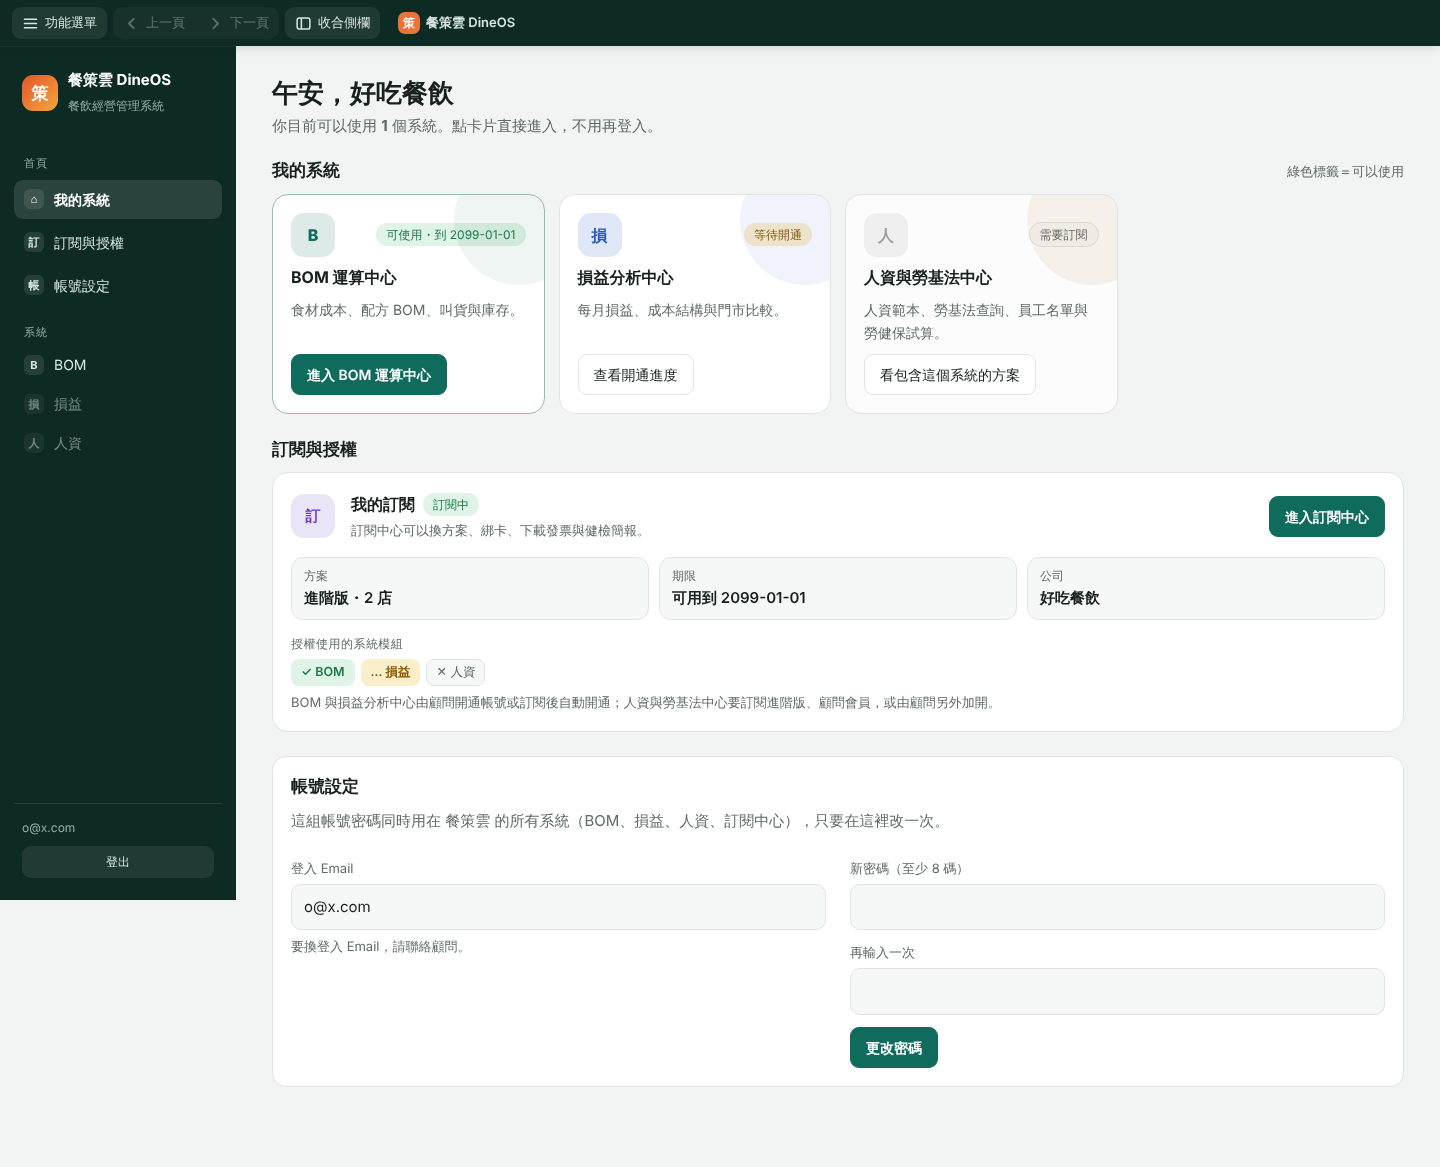 功能選單 上一頁 下一頁 收合側欄 策 餐策雲 DineOS
策 餐策雲 DineOS
餐飲經營管理系統
首頁
⌂ 我的系統
訂 訂閱與授權
帳 帳號設定
系統
B BOM
損 損益
人 人資
o@x.com
登出
午安，好吃餐飲
你目前可以使用 1 個系統。點卡片直接進入，不用再登入。
我的系統
綠色標籤＝可以使用
B 可使用・到 2099-01-01
BOM 運算中心
食材成本、配方 BOM、叫貨與庫存。
進入 BOM 運算中心
損 等待開通
損益分析中心
每月損益、成本結構與門市比較。
查看開通進度
人 需要訂閱
人資與勞基法中心
人資範本、勞基法查詢、員工名單與
勞健保試算。
看包含這個系統的方案
訂閱與授權
訂 我的訂閱 訂閱中
訂閱中心可以換方案、綁卡、下載發票與健檢簡報。
進入訂閱中心
方案
進階版・2 店
期限
可用到 2099-01-01
公司
好吃餐飲
授權使用的系統模組
✓ BOM … 損益 ✕ 人資
BOM 與損益分析中心由顧問開通帳號或訂閱後自動開通；人資與勞基法中心要訂閱進階版、顧問會員，或由顧問另外加開。
帳號設定
這組帳號密碼同時用在 餐策雲 的所有系統（BOM、損益、人資、訂閱中心），只要在這裡改一次。
登入 Email
o@x.com
要換登入 Email，請聯絡顧問。
新密碼（至少 8 碼）
再輸入一次
更改密碼